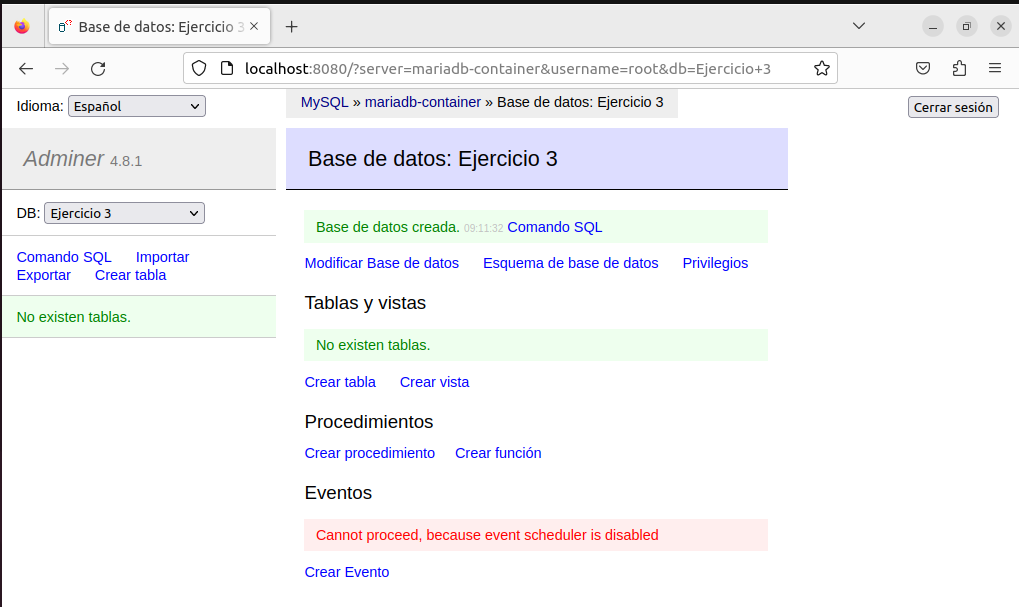 Base de datos: Ejercicio 3
localhost:8080/?server=mariadb-container&username=root&db=Ejercicio+3
Idioma: Español
MySQL » mariadb-container » Base de datos: Ejercicio 3
Cerrar sesión
Adminer 4.8.1
Base de datos: Ejercicio 3
DB: Ejercicio 3
Comando SQL Importar
Exportar Crear tabla
No existen tablas.
Base de datos creada. 09:11:32 Comando SQL
Modificar Base de datos Esquema de base de datos Privilegios
Tablas y vistas
No existen tablas.
Crear tabla Crear vista
Procedimientos
Crear procedimiento Crear función
Eventos
Cannot proceed, because event scheduler is disabled
Crear Evento